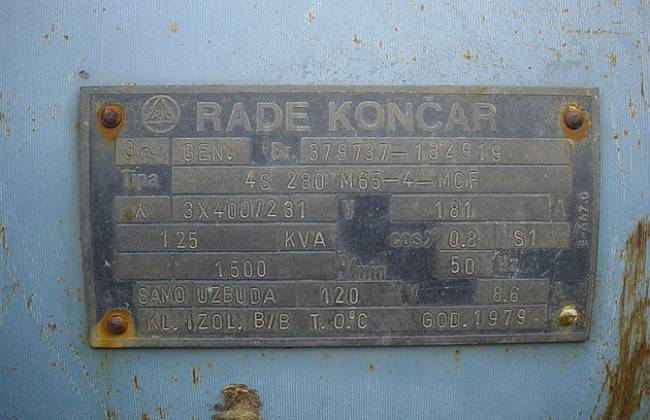 RADE KONČAR
3~ GEN. Br. 379737-132919
Tipa 4S 280 M65-4-MCF
3X400/231 V 181 A
125 KVA cosφ 0.8 S1
1500 50 Hz
SAMO UZBUDA 120 V 8.6 A
KL. IZOL. B/B T.0.°C GOD.1979.